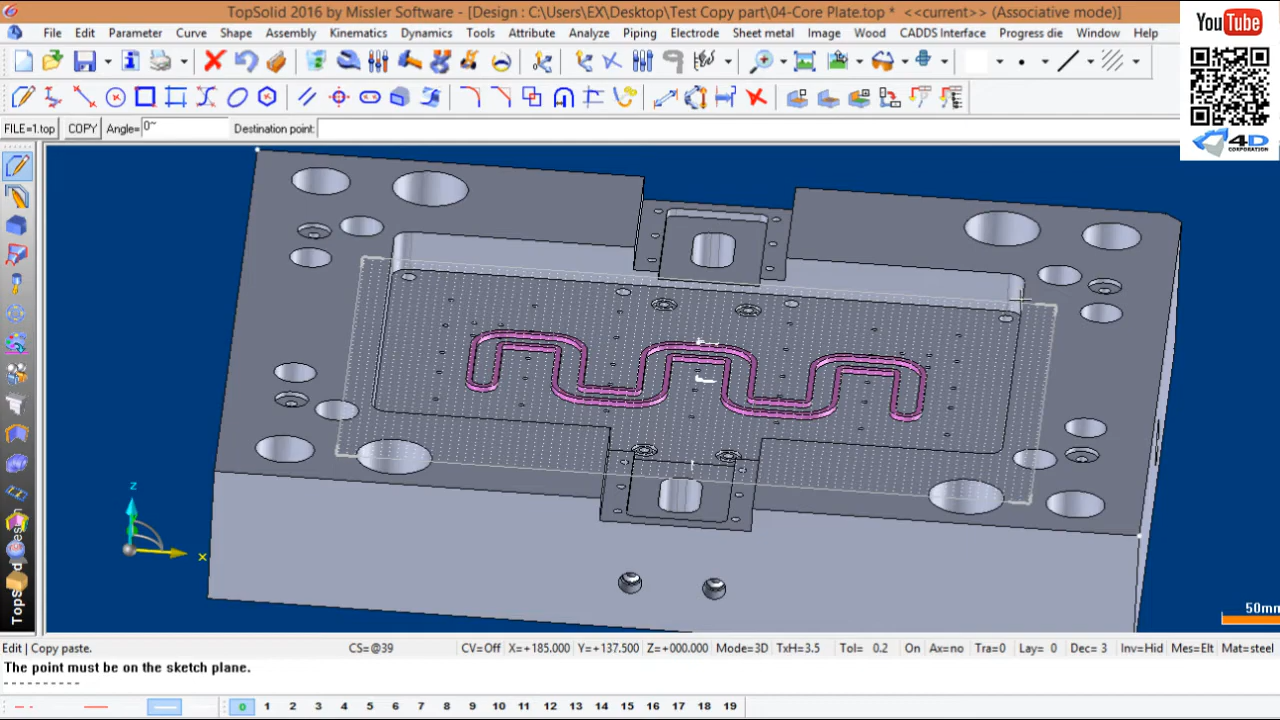 TopSolid 2016 by Missler Software - [Design : C:\Users\EX\Desktop\Test Copy part\04-Core Plate.top * <<current>> (Associative mode)]
File Edit Parameter Curve Shape Assembly Kinematics Dynamics Tools Attribute Analyze Piping Electrode Sheet metal Image Wood CADDS Interface Progress die Window Help
YouTube
4D
CORPORATION
FILE=1.top COPY Angle= 0~ Destination point:
z
x
TopSolid Design
50mm
Edit | Copy paste. CS=@39 CV=Off X=+185.000 Y=+137.500 Z=+000.000 Mode=3D TxH=3.5 Tol= 0.2 On Ax=no Tra=0 Lay= 0 Dec= 3 Inv=Hid Mes=Elt Mat=steel
The point must be on the sketch plane.
0 1 2 3 4 5 6 7 8 9 10 11 12 13 14 15 16 17 18 19